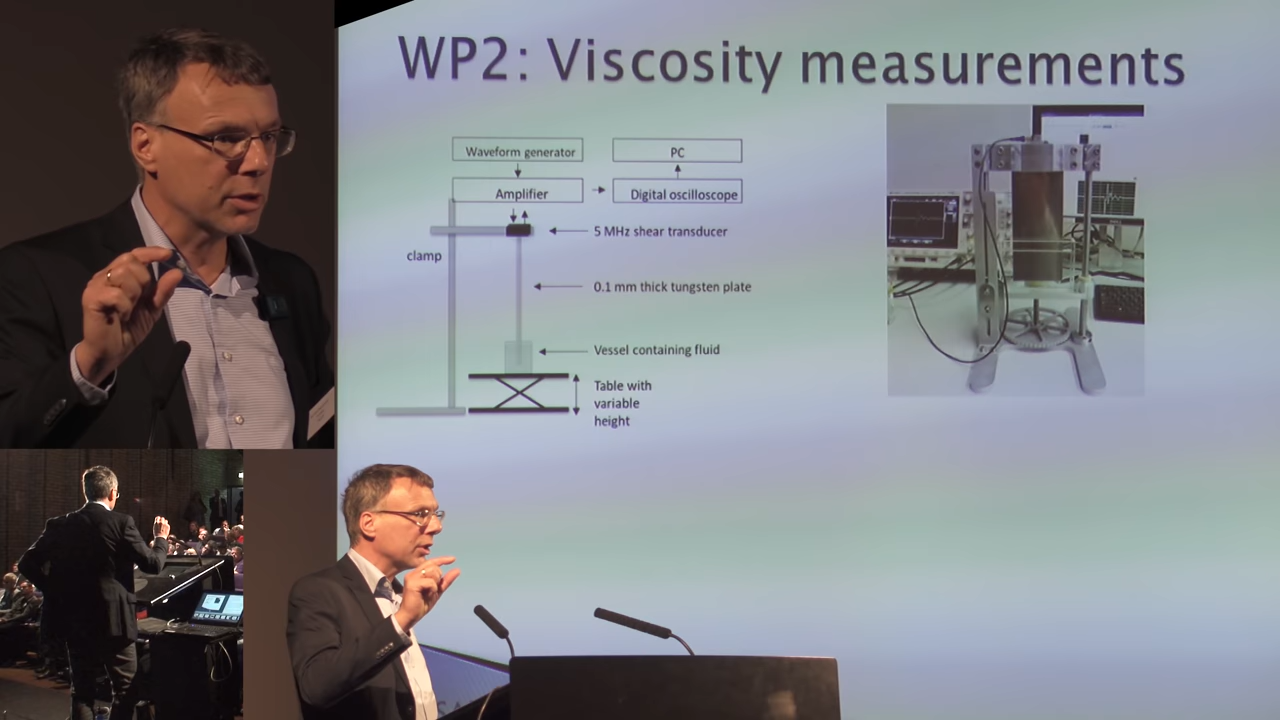 WP2: Viscosity measurements
Waveform generator
PC
Amplifier
Digital oscilloscope
5 MHz shear transducer
clamp
0.1 mm thick tungsten plate
Vessel containing fluid
Table with
variable
height